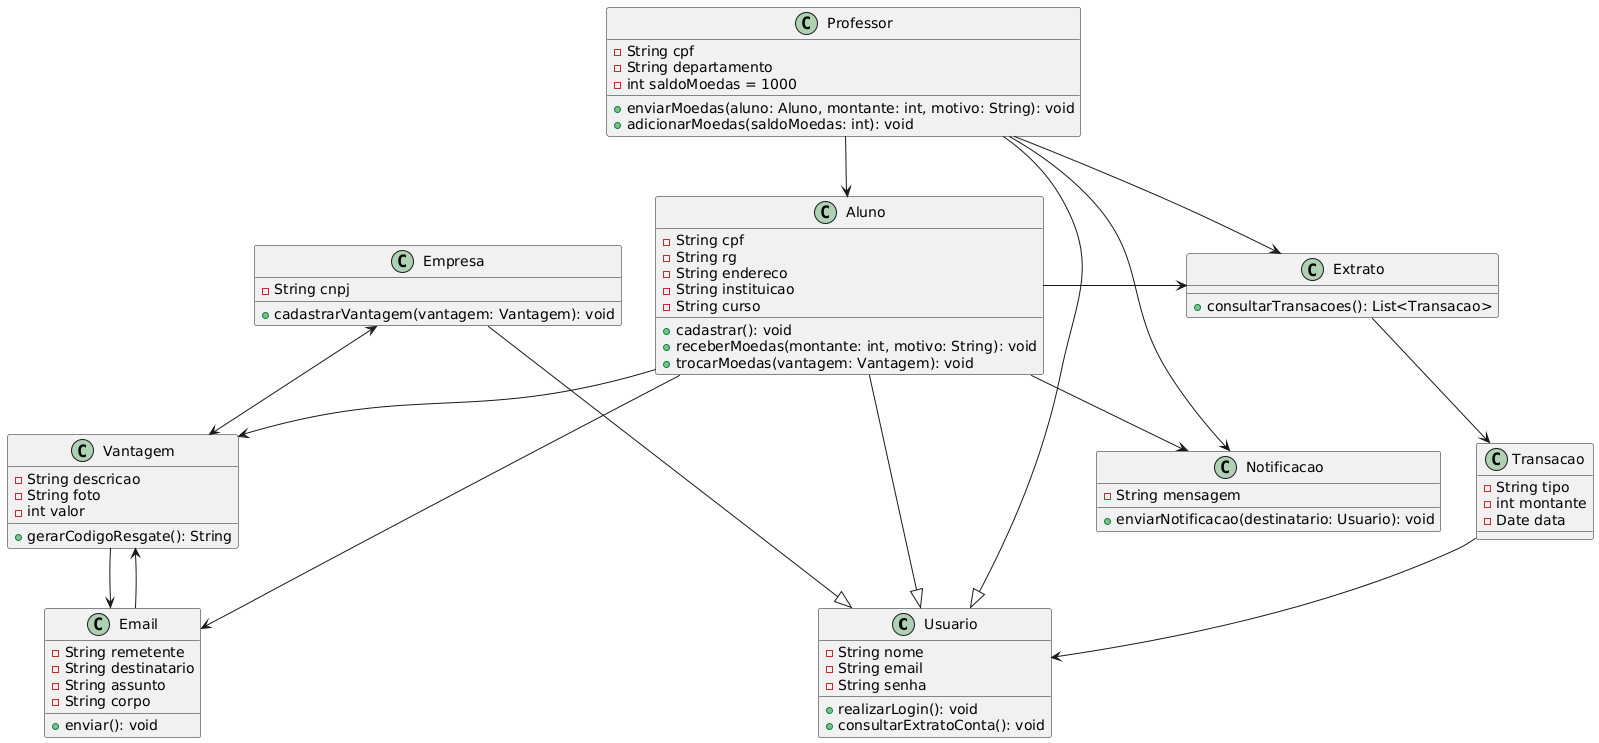 C Professor
String cpf
String departamento
int saldoMoedas = 1000
enviarMoedas(aluno: Aluno, montante: int, motivo: String): void
adicionarMoedas(saldoMoedas: int): void
C Aluno
String cpf
String rg
String endereco
String instituicao
String curso
cadastrar(): void
receberMoedas(montante: int, motivo: String): void
trocarMoedas(vantagem: Vantagem): void
C Empresa
String cnpj
cadastrarVantagem(vantagem: Vantagem): void
C Extrato
consultarTransacoes(): List<Transacao>
C Vantagem
String descricao
String foto
int valor
gerarCodigoResgate(): String
C Notificacao
String mensagem
enviarNotificacao(destinatario: Usuario): void
C Transacao
String tipo
int montante
Date data
C Email
String remetente
String destinatario
String assunto
String corpo
enviar(): void
C Usuario
String nome
String email
String senha
realizarLogin(): void
consultarExtratoConta(): void